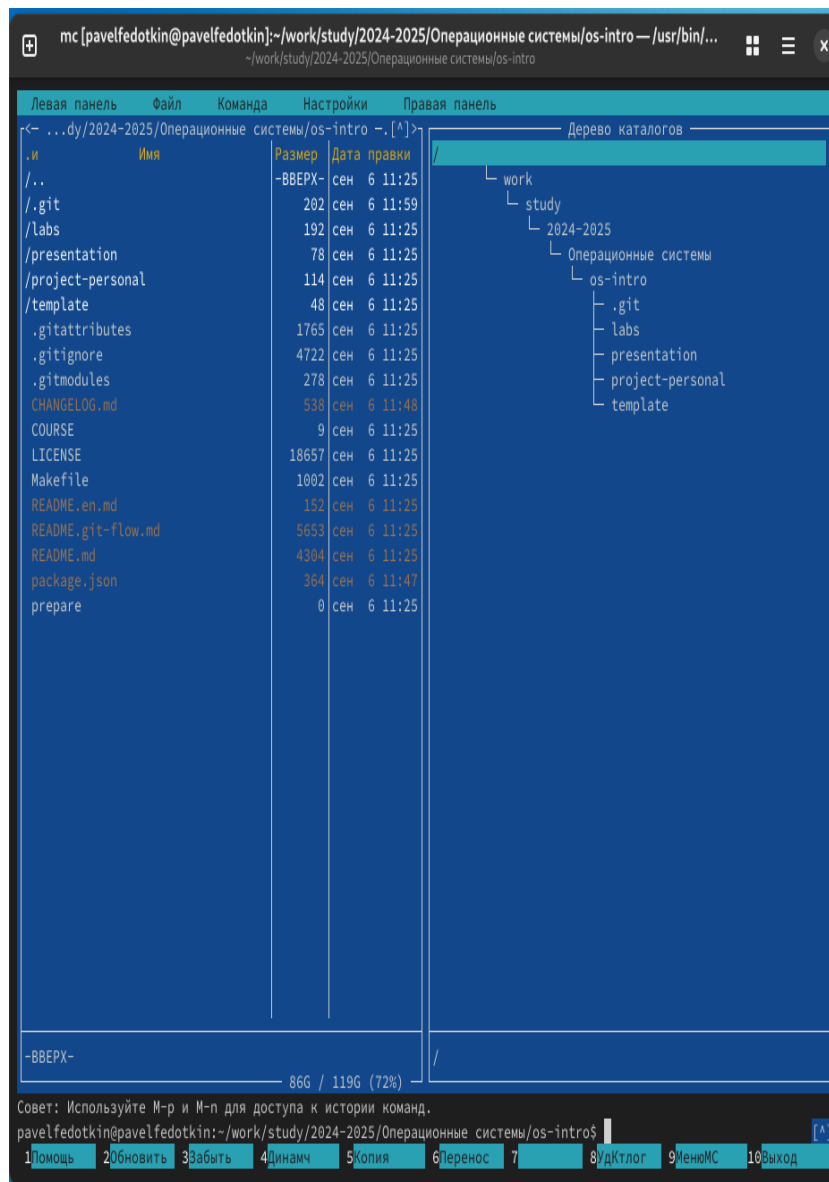 mc [pavelfedotkin@pavelfedotkin]:~/work/study/2024-2025/Операционные системы/os-intro — /usr/bin/...
~/work/study/2024-2025/Операционные системы/os-intro
Левая панель Файл Команда Настройки Правая панель
<─ ...dy/2024-2025/Операционные системы/os-intro ─.[^]>
.и Имя Размер Дата правки
/.. -ВВЕРХ- сен 6 11:25
/.git 202 сен 6 11:59
/labs 192 сен 6 11:25
/presentation 78 сен 6 11:25
/project-personal 114 сен 6 11:25
/template 48 сен 6 11:25
.gitattributes 1765 сен 6 11:25
.gitignore 4722 сен 6 11:25
.gitmodules 278 сен 6 11:25
CHANGELOG.md 538 сен 6 11:48
COURSE 9 сен 6 11:25
LICENSE 18657 сен 6 11:25
Makefile 1002 сен 6 11:25
README.en.md 152 сен 6 11:25
README.git-flow.md 5653 сен 6 11:25
README.md 4304 сен 6 11:25
package.json 364 сен 6 11:47
prepare 0 сен 6 11:25
-ВВЕРХ-
86G / 119G (72%)
Дерево каталогов
/
work
study
2024-2025
Операционные системы
os-intro
.git
labs
presentation
project-personal
template
/
Совет: Используйте M-p и M-n для доступа к истории команд.
pavelfedotkin@pavelfedotkin:~/work/study/2024-2025/Операционные системы/os-intro$ [^]
1Помощь 2Обновить 3Забыть 4Динамч 5Копия 6Перенос 7 8УдКтлог 9МенюMC 10Выход